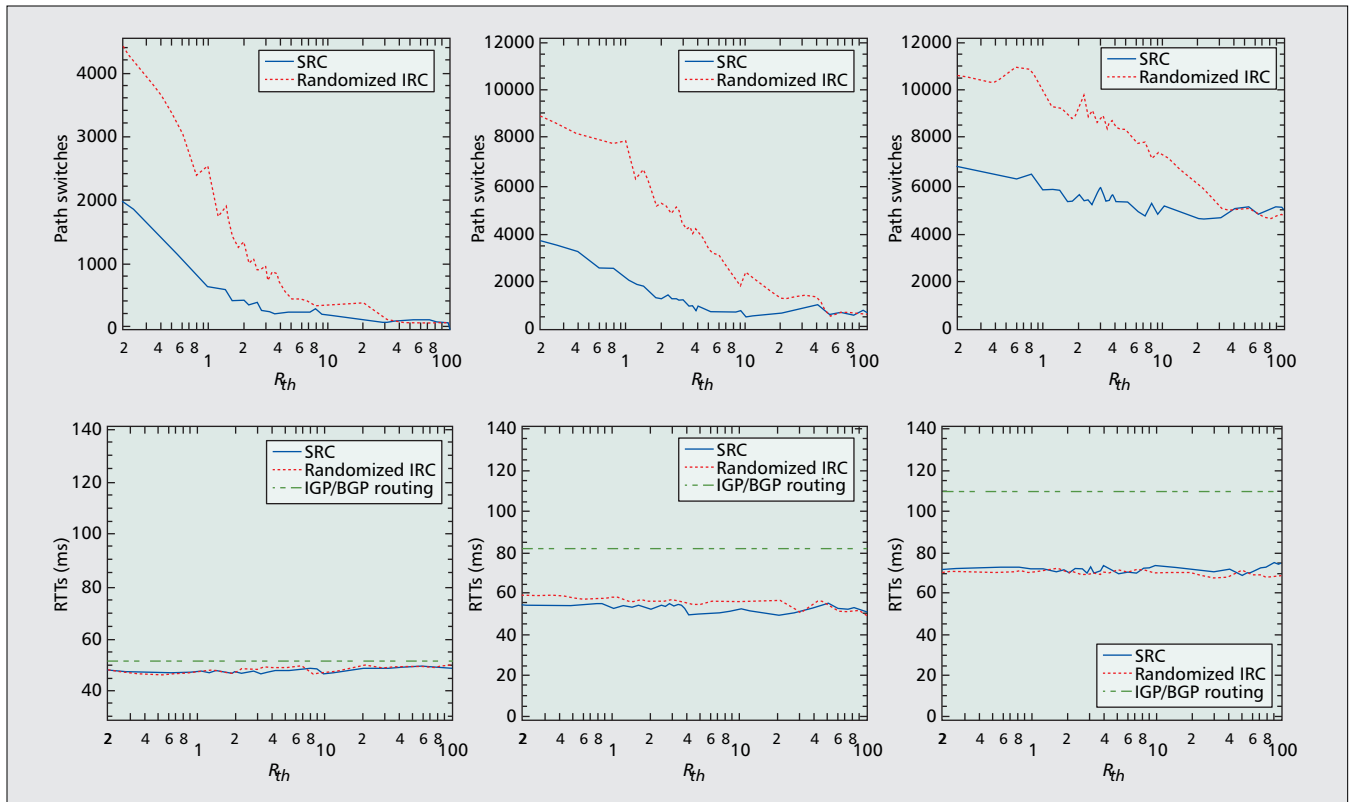 SRC
Randomized IRC
Path switches
4000
3000
2000
1000
0
2 4 6 8 1 2 4 6 8 10 2 4 6 8 100
Rth
SRC
Randomized IRC
Path switches
12000
10000
8000
6000
4000
2000
0
2 4 6 8 1 2 4 6 8 10 2 4 6 8 100
Rth
SRC
Randomized IRC
Path switches
12000
10000
8000
6000
4000
2000
0
2 4 6 8 1 2 4 6 8 10 2 4 6 8 100
Rth
SRC
Randomized IRC
IGP/BGP routing
RTTs (ms)
140
120
100
80
60
40
2 4 6 8 1 2 4 6 8 10 2 4 6 8 100
Rth
SRC
Randomized IRC
IGP/BGP routing
RTTs (ms)
140
120
100
80
60
40
20
0
2 4 6 8 1 2 4 6 8 10 2 4 6 8 100
Rth
SRC
Randomized IRC
IGP/BGP routing
RTTs (ms)
140
120
100
80
60
40
20
0
2 4 6 8 1 2 4 6 8 10 2 4 6 8 100
Rth